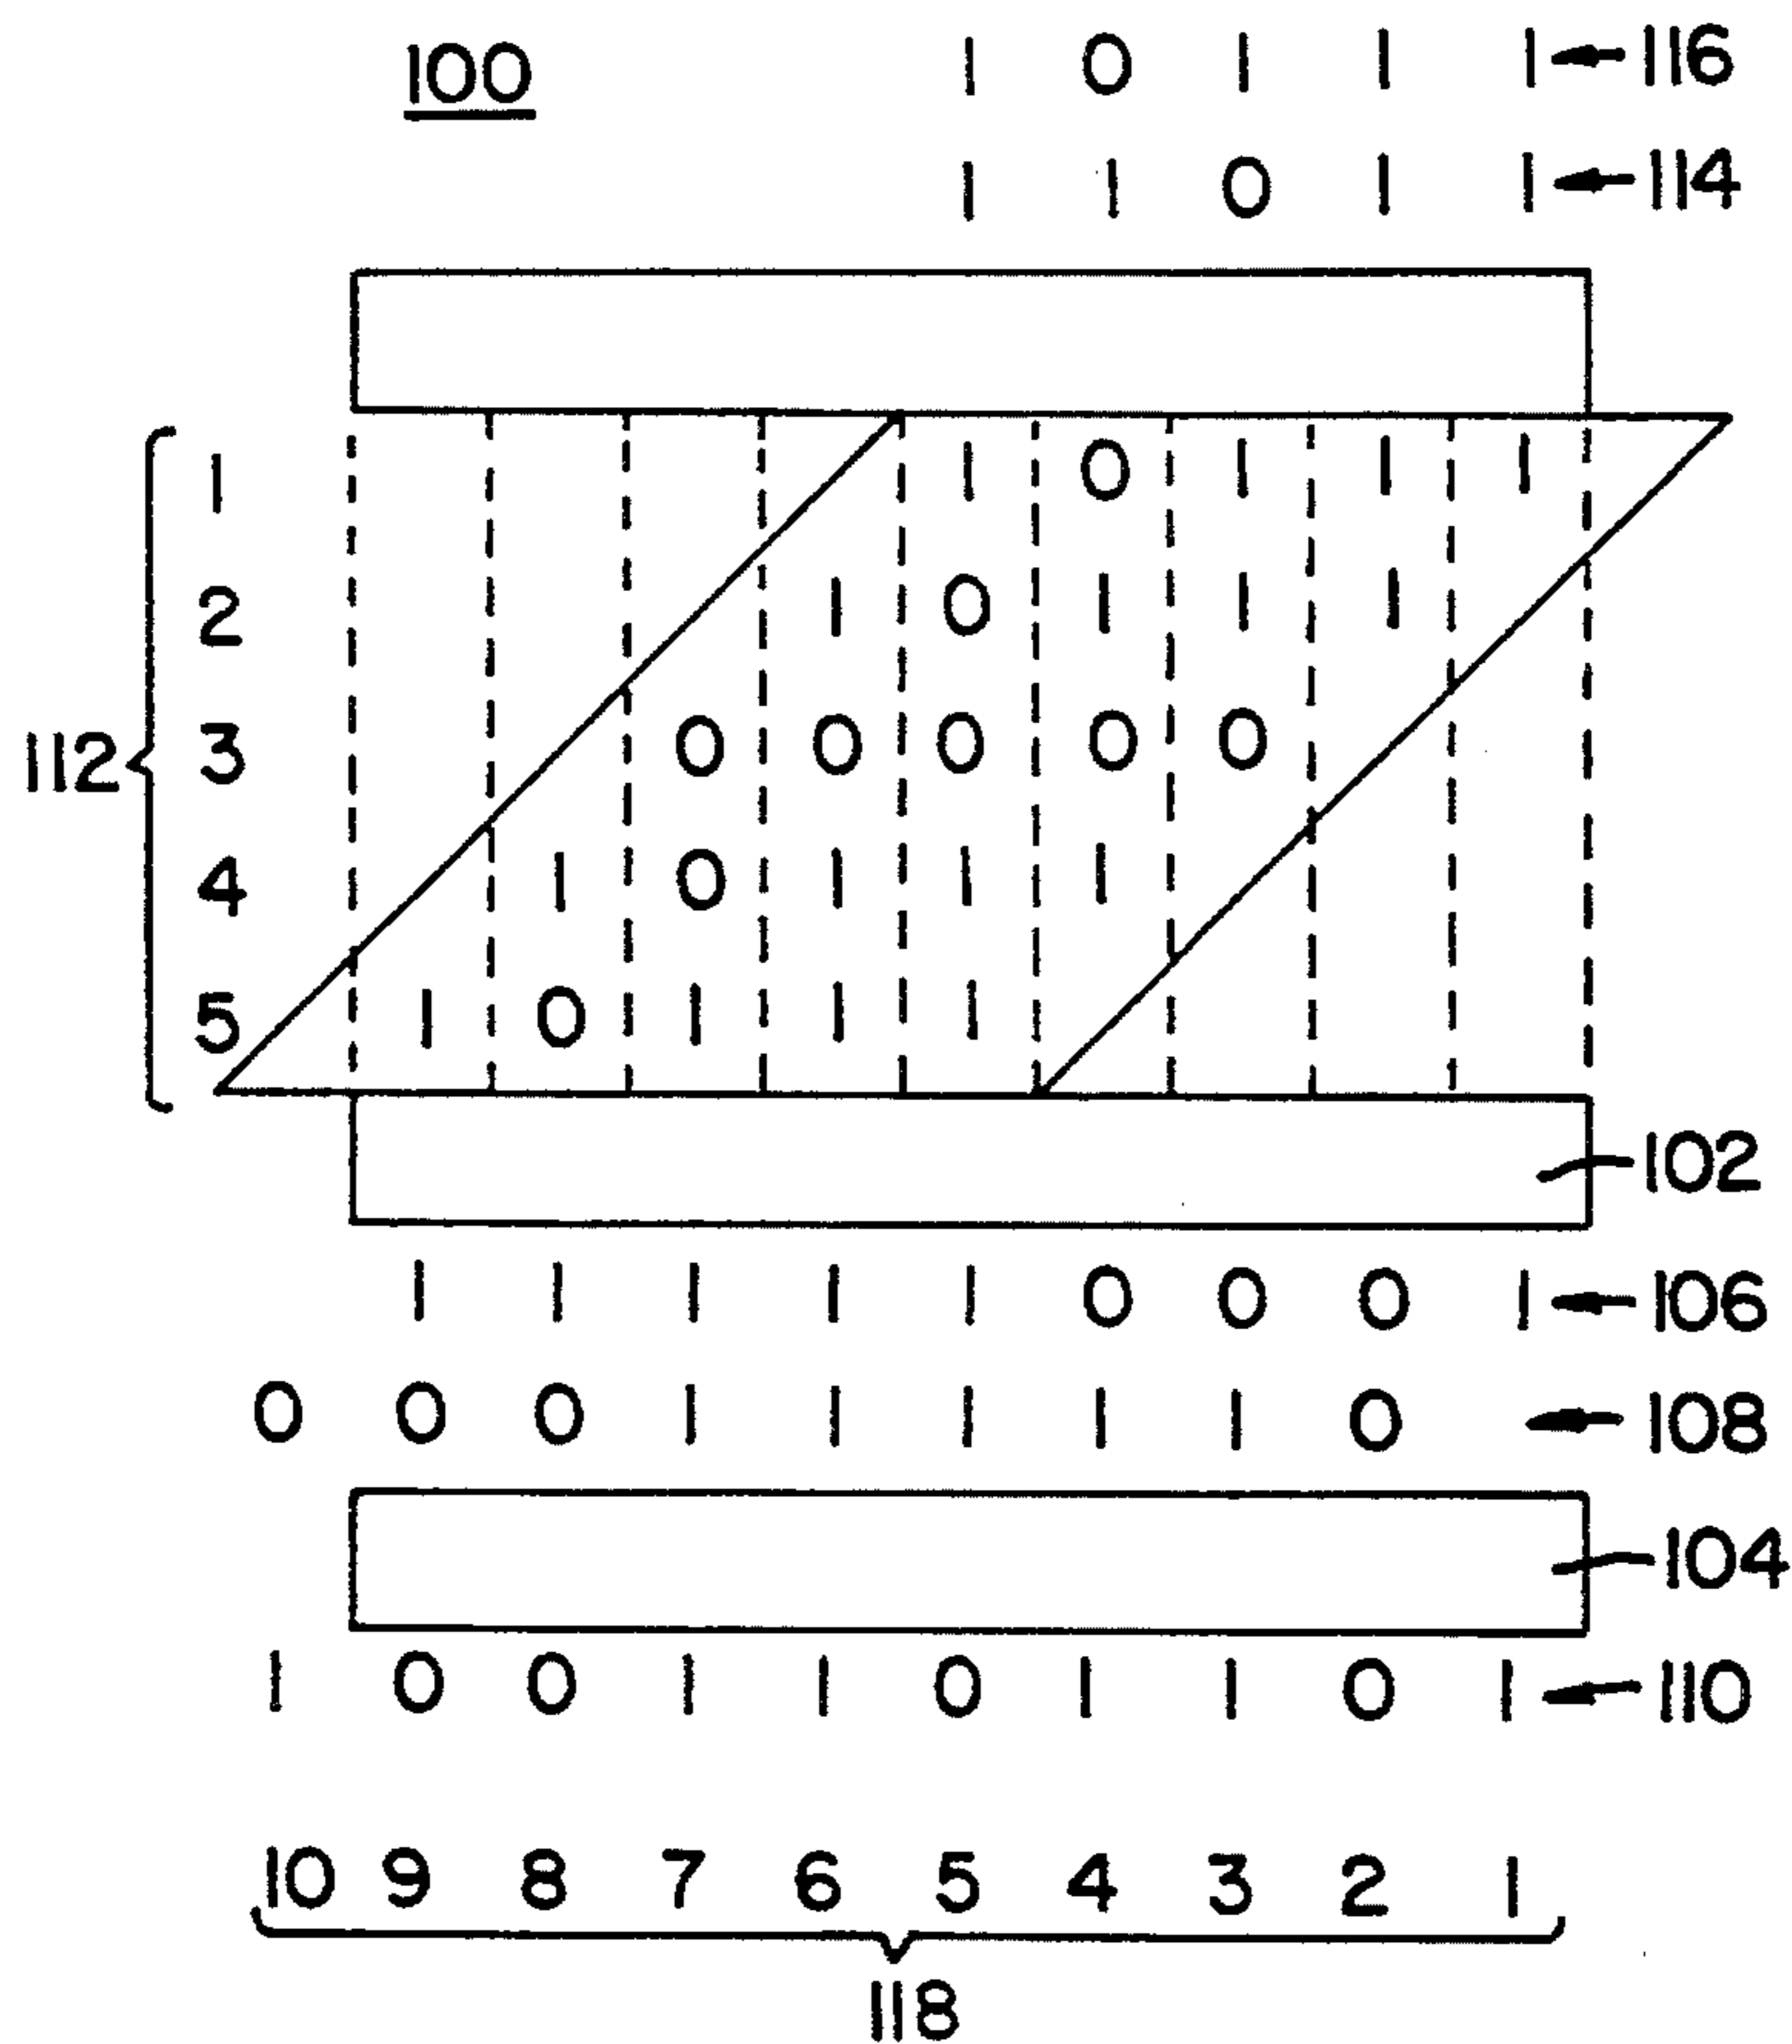 100 1 0 1 1 1 116
1 1 0 1 1 114
1 1 0 1 1 1
2 1 0 1 1 1
112 3 0 0 0 0 0
4 1 0 1 1 1
5 1 0 1 1 1
102
1 1 1 1 1 0 0 0 1 106
0 0 0 1 1 1 1 1 0 108
104
1 0 0 1 1 0 1 1 0 1 110
10 9 8 7 6 5 4 3 2 1
118